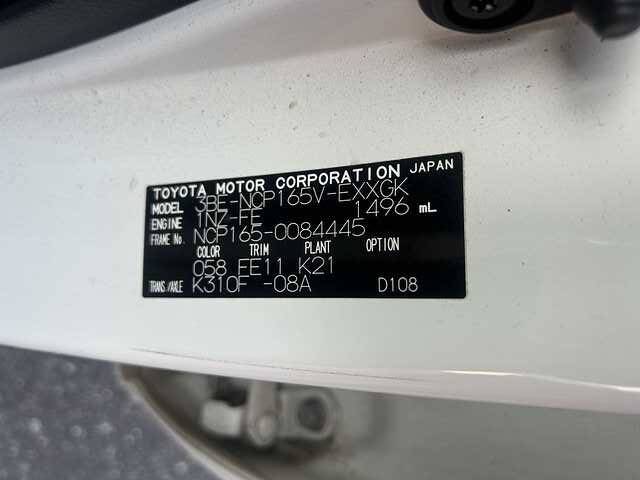 TOYOTA MOTOR CORPORATION JAPAN
MODEL 3BE-NCP165V-EXXGK
ENGINE 1NZ-FE 1496 mL
FRAME No. NCP165-0084445
COLOR TRIM PLANT OPTION
058 FE11 K21
TRANS/AXLE K310F -08A D108